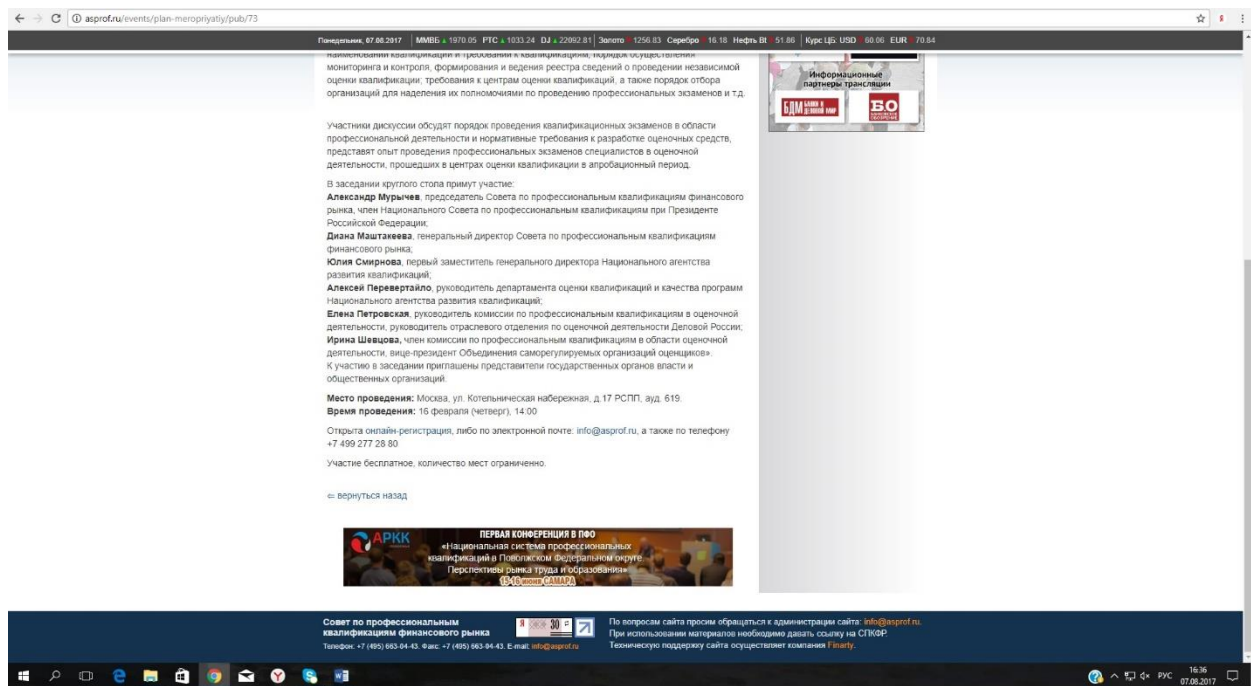 asprof.ru/events/plan-meropriyatiy/pub/73
Понедельник, 07.08.2017 ММВБ 1970.05 РТС 1033.24 DJ 22092.81 Золото 1256.83 Серебро 16.18 Нефть Bt 51.86 Курс ЦБ: USD 60.06 EUR 70.84
наименований квалификаций и требований к квалификациям; порядок осуществления
мониторинга и контроля, формирования и ведения реестра сведений о проведении независимой
оценки квалификации; требования к центрам оценки квалификаций, а также порядок отбора
организаций для наделения их полномочиями по проведению профессиональных экзаменов и т.д.
Участники дискуссии обсудят порядок проведения квалификационных экзаменов в области
профессиональной деятельности и нормативные требования к разработке оценочных средств,
представят опыт проведения профессиональных экзаменов специалистов в оценочной
деятельности, прошедших в центрах оценки квалификации в апробационный период.
В заседании круглого стола примут участие:
Александр Мурычев, председатель Совета по профессиональным квалификациям финансового
рынка, член Национального Совета по профессиональным квалификациям при Президенте
Российской Федерации;
Диана Маштакеева, генеральный директор Совета по профессиональным квалификациям
финансового рынка;
Юлия Смирнова, первый заместитель генерального директора Национального агентства
развития квалификаций;
Алексей Перевертайло, руководитель департамента оценки квалификаций и качества программ
Национального агентства развития квалификаций;
Елена Петровская, руководитель комиссии по профессиональным квалификациям в оценочной
деятельности, руководитель отраслевого отделения по оценочной деятельности Деловой России;
Ирина Шевцова, член комиссии по профессиональным квалификациям в области оценочной
деятельности, вице-президент Объединения саморегулируемых организаций оценщиков».
К участию в заседании приглашены представители государственных органов власти и
общественных организаций.
Место проведения: Москва, ул. Котельническая набережная, д.17 РСПП, ауд. 619.
Время проведения: 16 февраля (четверг), 14:00
Открыта онлайн-регистрация, либо по электронной почте: info@asprof.ru, а также по телефону
+7 499 277 28 80.
Участие бесплатное, количество мест ограниченно.
⇐ вернуться назад
Информационные
партнеры трансляции
БДМ БАНКИ И ДЕЛОВОЙ МИР
БО БАНКОВСКОЕ ОБОЗРЕНИЕ
АРКК
ПЕРВАЯ КОНФЕРЕНЦИЯ В ПФО
«Национальная система профессиональных
квалификаций в Поволжском Федеральном округе.
Перспективы рынка труда и образования»
15-16 июня САМАРА
Совет по профессиональным
квалификациям финансового рынка
Телефон: +7 (495) 663-04-43. Факс: +7 (495) 663-04-43. E-mail: info@asprof.ru
Я 30
По вопросам сайта просим обращаться к администрации сайта: info@asprof.ru.
При использовании материалов необходимо давать ссылку на СПКФР.
Техническую поддержку сайта осуществляет компания Finarty.
РУС
16:36
07.08.2017